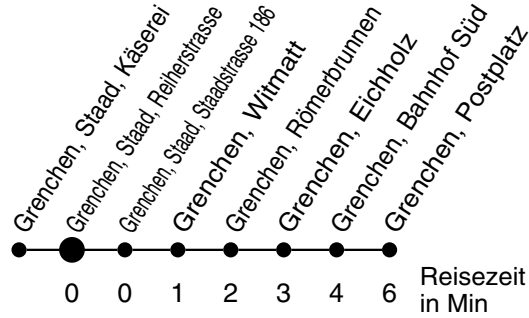 Grenchen, Staad, Käserei
Grenchen, Staad, Reiherstrasse
Grenchen, Staad, Staadstrasse 186
Grenchen, Witmatt
Grenchen, Römerbrunnen
Grenchen, Eichholz
Grenchen, Bahnhof Süd
Grenchen, Postplatz
0 0 1 2 3 4 6 Reisezeit
in Min